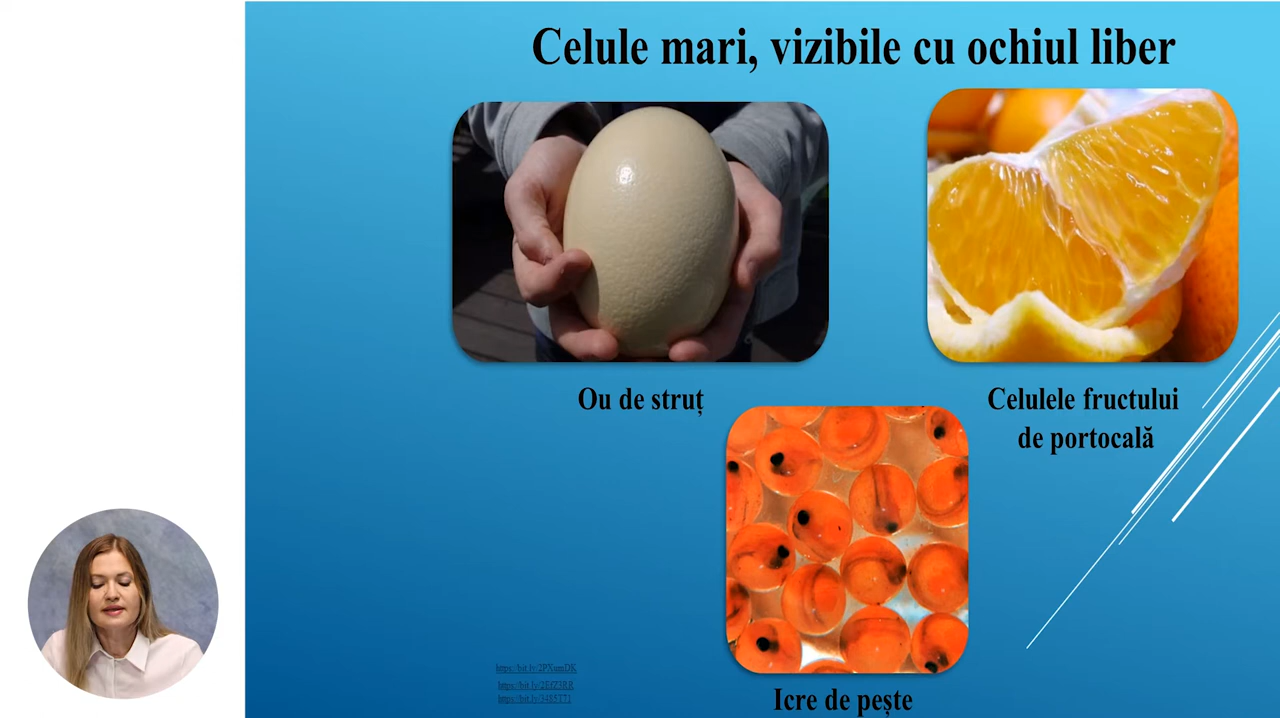 Celule mari, vizibile cu ochiul liber
Ou de struț
Celulele fructului
de portocală
Icre de pește